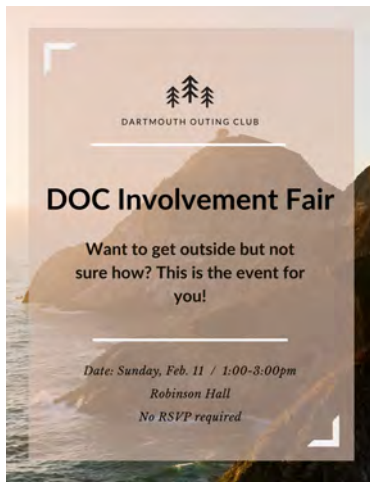 DARTMOUTH OUTING CLUB
DOC Involvement Fair
Want to get outside but not
sure how? This is the event for
you!
Date: Sunday, Feb. 11 / 1:00-3:00pm
Robinson Hall
No RSVP required